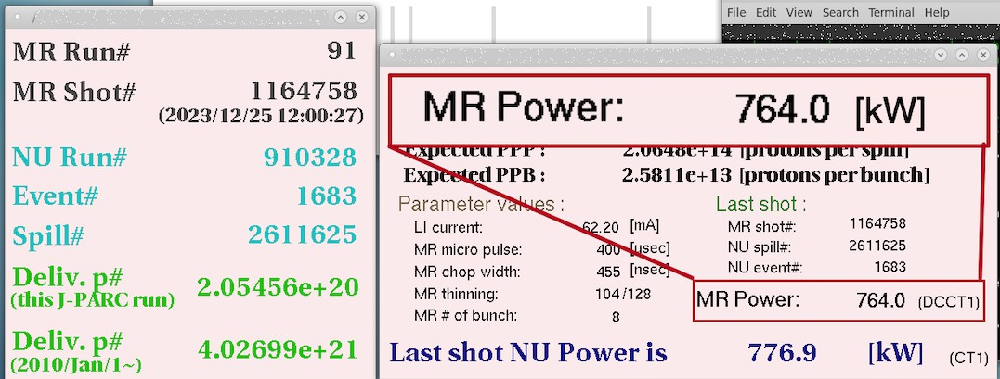 /
MR Run# 91
MR Shot# 1164758
(2023/12/25 12:00:27)
NU Run# 910328
Event# 1683
Spill# 2611625
Deliv. p# 2.05456e+20
(this J-PARC run)
Deliv. p# 4.02699e+21
(2010/Jan/1~)
File Edit View Search Terminal Help
MR Power: 764.0 [kW]
Expected PPP : 2.0648e+14 [protons per spill]
Expected PPB : 2.5811e+13 [protons per bunch]
Parameter values :
LI current: 62.20 [mA]
MR micro pulse: 400 [usec]
MR chop width: 455 [nsec]
MR thinning: 104/128
MR # of bunch: 8
Last shot :
MR shot#: 1164758
NU spill#: 2611625
NU event#: 1683
MR Power: 764.0 (DCCT1)
Last shot NU Power is 776.9 [kW] (CT1)